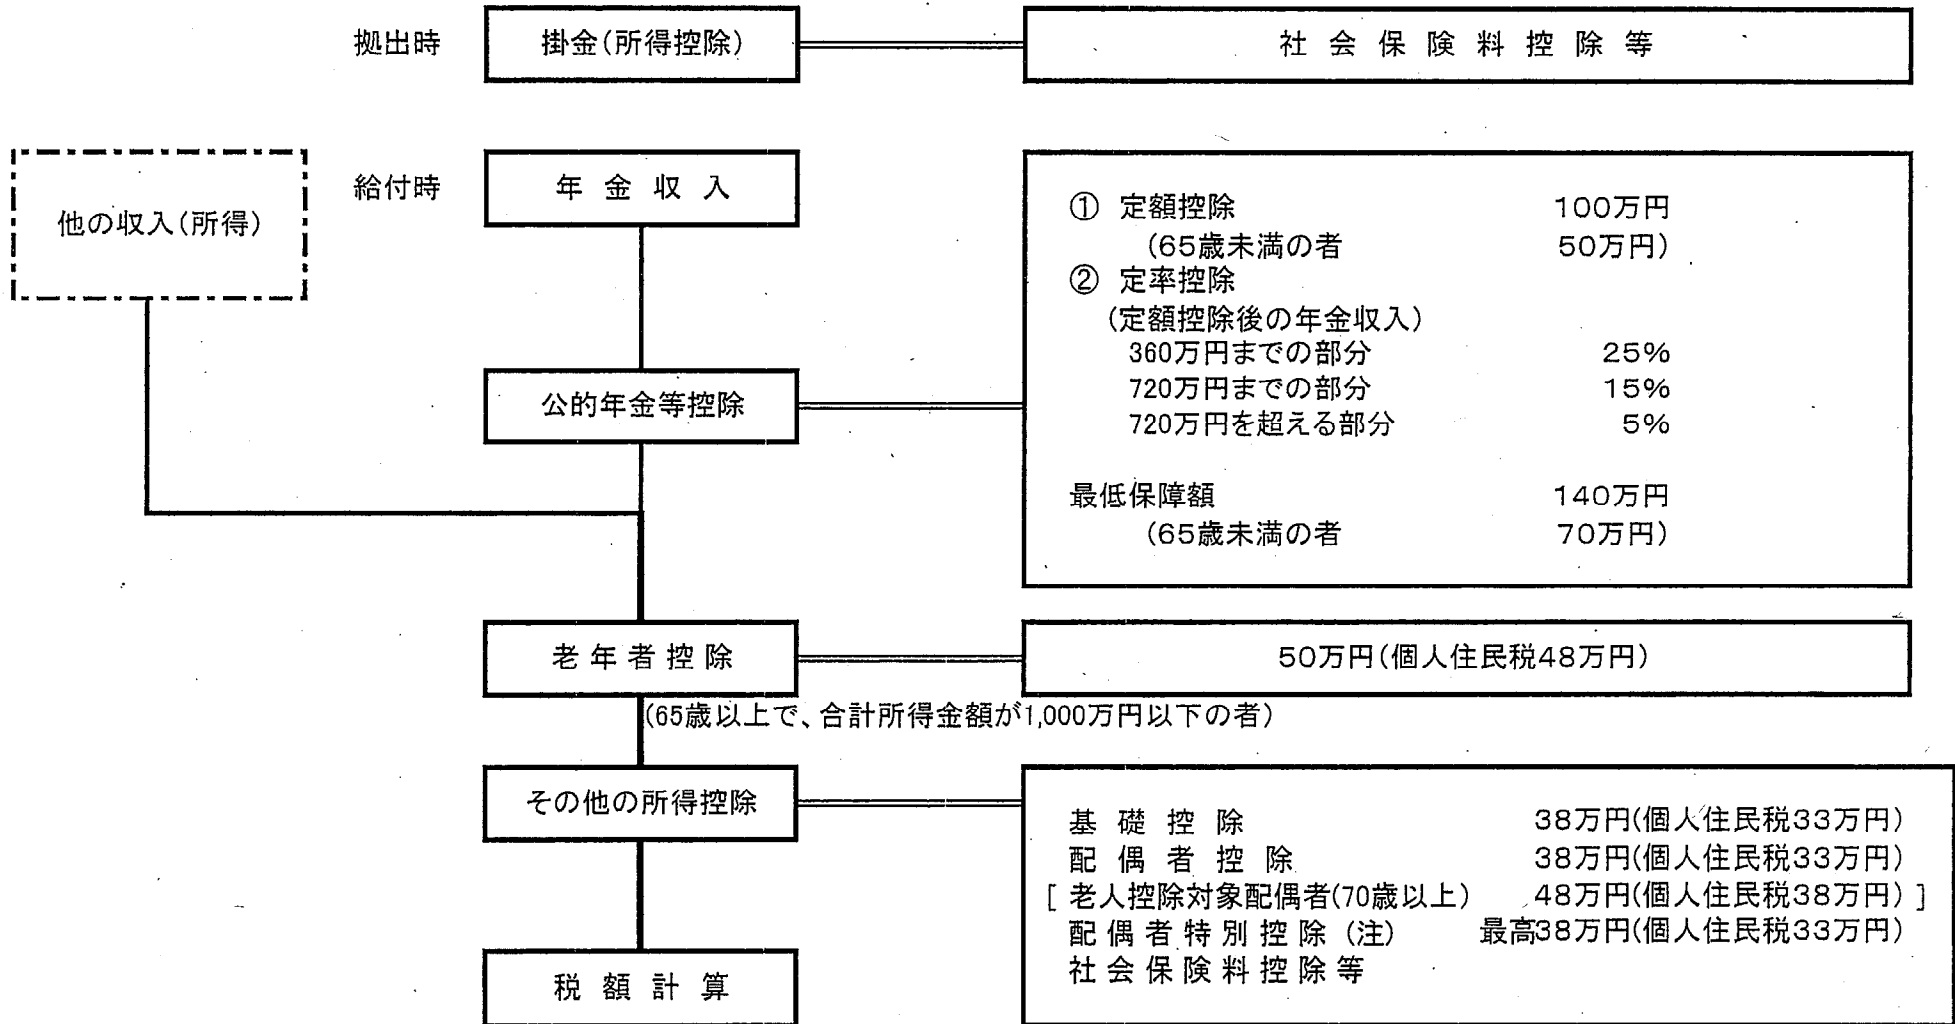 拠出時 掛金(所得控除) 社会保険料控除等
他の収入(所得)
給付時 年金収入
① 定額控除 100万円
(65歳未満の者 50万円)
② 定率控除
(定額控除後の年金収入)
360万円までの部分 25%
720万円までの部分 15%
720万円を超える部分 5%
最低保障額 140万円
(65歳未満の者 70万円)
公的年金等控除
老年者控除 50万円(個人住民税48万円)
(65歳以上で、合計所得金額が1,000万円以下の者)
その他の所得控除
基礎控除 38万円(個人住民税33万円)
配偶者控除 38万円(個人住民税33万円)
[老人控除対象配偶者(70歳以上) 48万円(個人住民税38万円)]
配偶者特別控除(注) 最高38万円(個人住民税33万円)
社会保険料控除等
税額計算